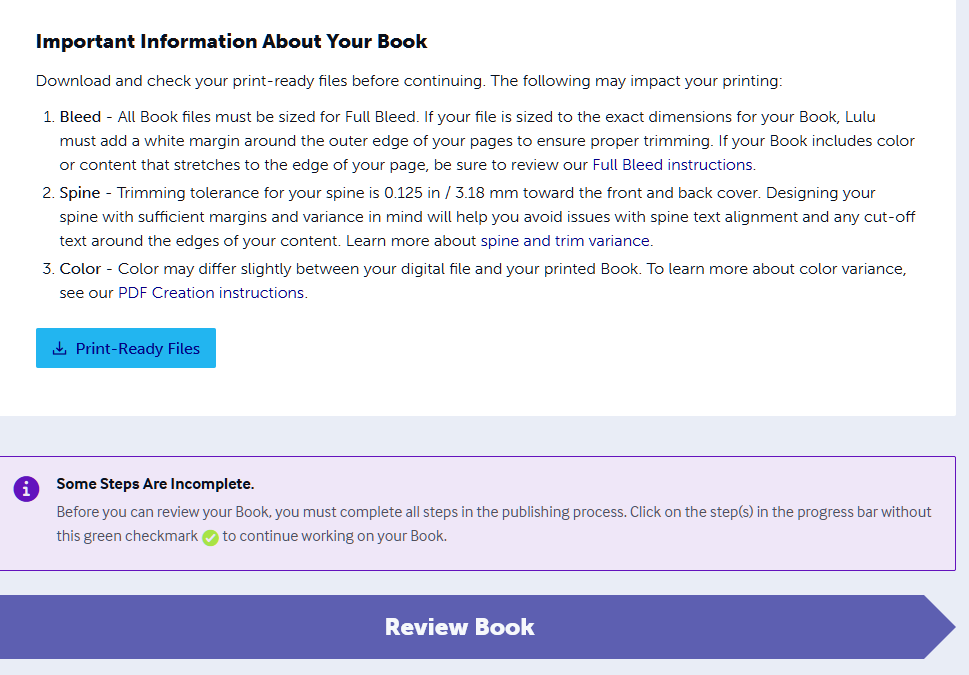 Important Information About Your Book
Download and check your print-ready files before continuing. The following may impact your printing:
1. Bleed - All Book files must be sized for Full Bleed. If your file is sized to the exact dimensions for your Book, Lulu
must add a white margin around the outer edge of your pages to ensure proper trimming. If your Book includes color
or content that stretches to the edge of your page, be sure to review our Full Bleed instructions.
2. Spine - Trimming tolerance for your spine is 0.125 in / 3.18 mm toward the front and back cover. Designing your
spine with sufficient margins and variance in mind will help you avoid issues with spine text alignment and any cut-off
text around the edges of your content. Learn more about spine and trim variance.
3. Color - Color may differ slightly between your digital file and your printed Book. To learn more about color variance,
see our PDF Creation instructions.
Print-Ready Files
Some Steps Are Incomplete.
Before you can review your Book, you must complete all steps in the publishing process. Click on the step(s) in the progress bar without
this green checkmark to continue working on your Book.
Review Book